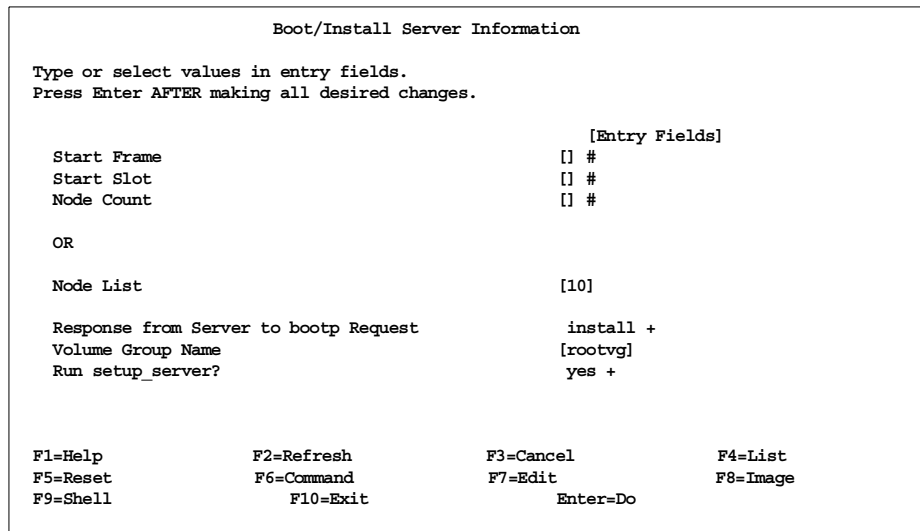 Boot/Install Server Information
Type or select values in entry fields.
Press Enter AFTER making all desired changes.
[Entry Fields]
Start Frame [] #
Start Slot [] #
Node Count [] #
OR
Node List [10]
Response from Server to bootp Request install +
Volume Group Name [rootvg]
Run setup_server? yes +
F1=Help F2=Refresh F3=Cancel F4=List
F5=Reset F6=Command F7=Edit F8=Image
F9=Shell F10=Exit Enter=Do